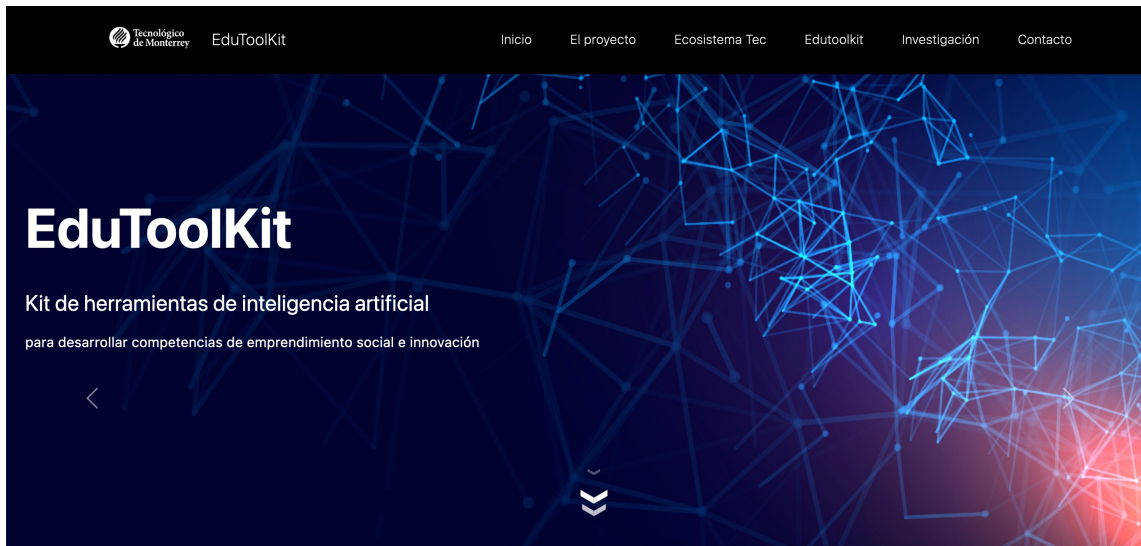 Tecnológico
de Monterrey
EduToolKit
Inicio
El proyecto
Ecosistema Tec
Edutoolkit
Investigación
Contacto
EduToolKit
Kit de herramientas de inteligencia artificial
para desarrollar competencias de emprendimiento social e innovación